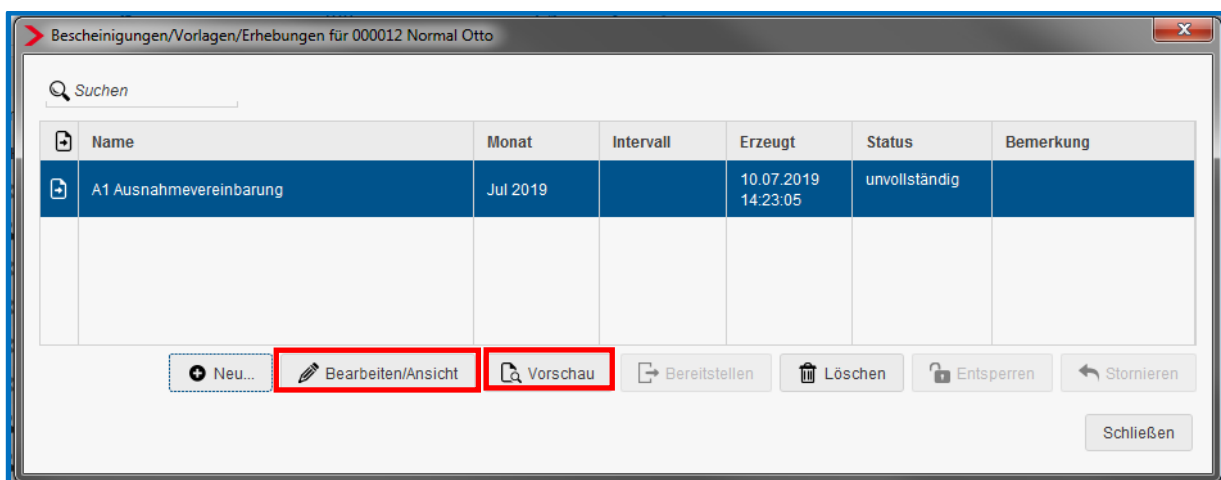 Bescheinigungen/Vorlagen/Erhebungen für 000012 Normal Otto
Suchen
Name Monat Intervall Erzeugt Status Bemerkung
A1 Ausnahmevereinbarung Jul 2019 10.07.2019 unvollständig
14:23:05
Neu... Bearbeiten/Ansicht Vorschau Bereitstellen Löschen Entsperren Stornieren
Schließen